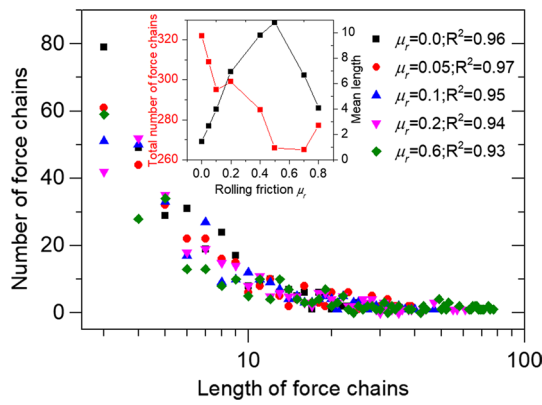 80
60
40
20
0
Number of force chains
10
100
Length of force chains
μr=0.0;R²=0.96
μr=0.05;R²=0.97
μr=0.1;R²=0.95
μr=0.2;R²=0.94
μr=0.6;R²=0.93
320
300
280
260
Total number of force chains
10
8
6
4
2
0
Mean length
0.0 0.2 0.4 0.6 0.8
Rolling friction μr